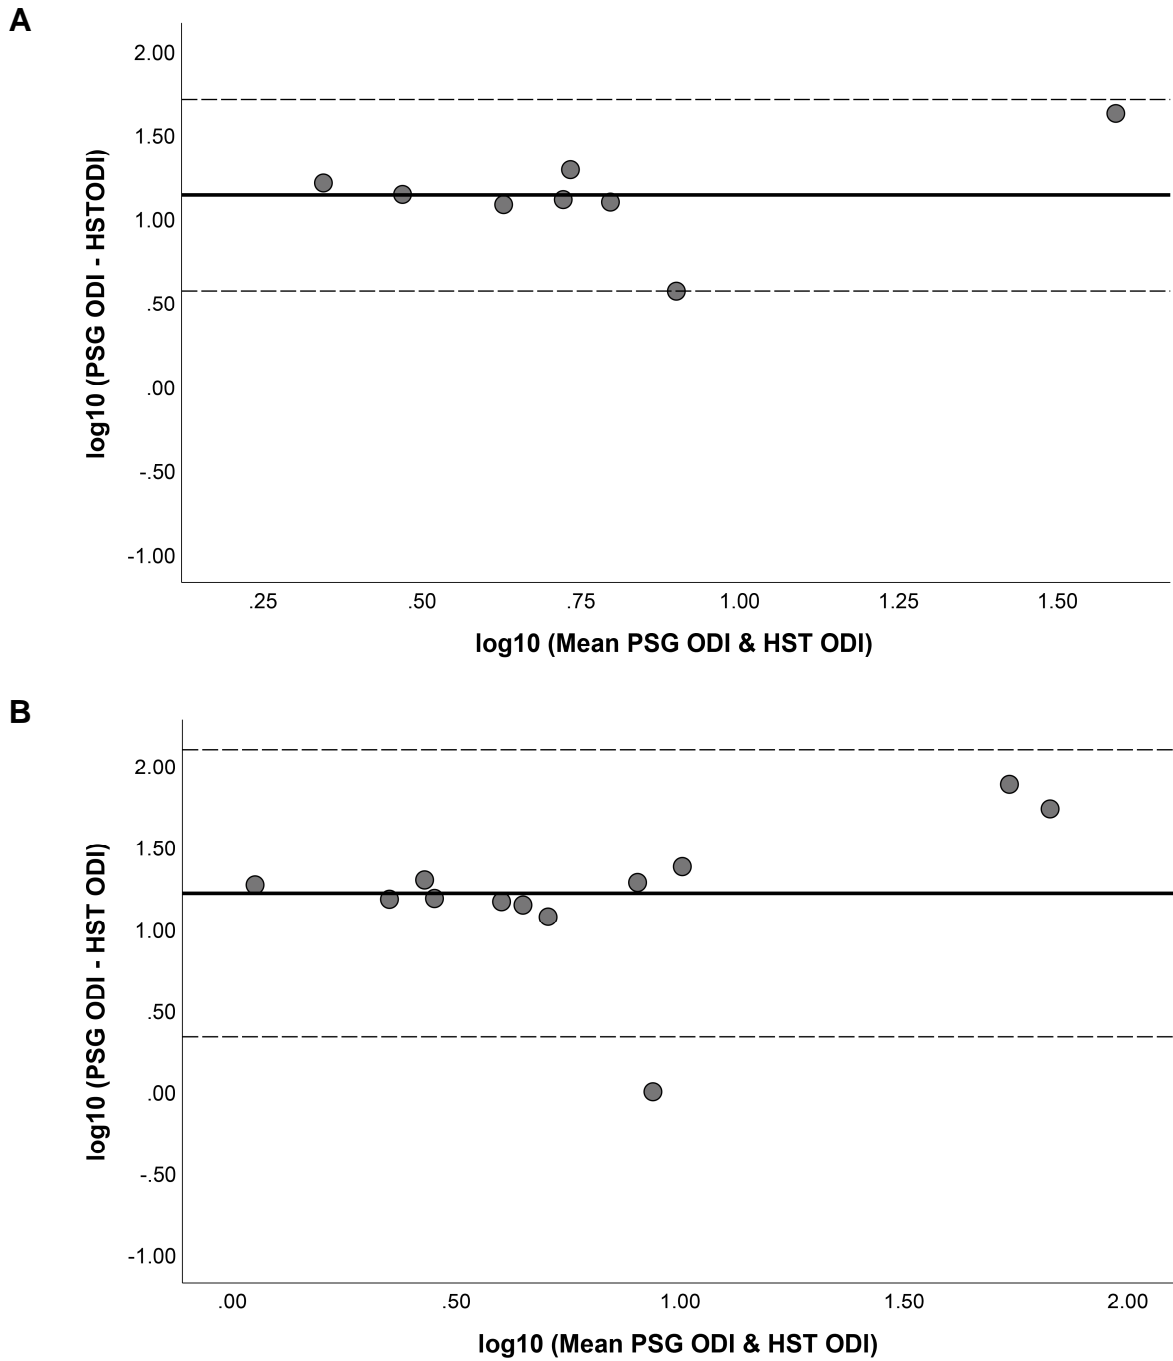 A
2.00
1.50
1.00
.50
.00
-.50
-1.00
log10 (PSG ODI - HSTODI)
.25 .50 .75 1.00 1.25 1.50
log10 (Mean PSG ODI & HST ODI)
B
2.00
1.50
1.00
.50
.00
-.50
-1.00
log10 (PSG ODI - HST ODI)
.00 .50 1.00 1.50 2.00
log10 (Mean PSG ODI & HST ODI)